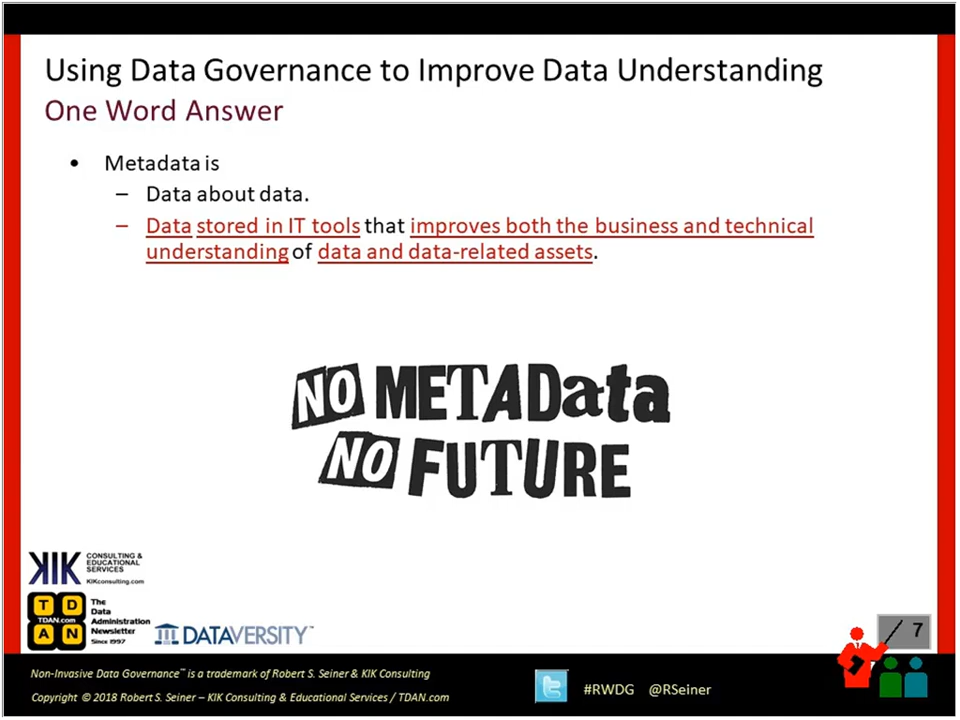 Using Data Governance to Improve Data Understanding
One Word Answer
• Metadata is
– Data about data.
– Data stored in IT tools that improves both the business and technical
understanding of data and data-related assets.
NO METAData
NO FUTURE
KIK CONSULTING &
EDUCATIONAL
SERVICES
KIKconsulting.com
T D
TDAN.com
A N
The
Data
Administration
Newsletter
Since 1997
DATAVERSITY™
7
Non-Invasive Data Governance™ is a trademark of Robert S. Seiner & KIK Consulting
Copyright © 2018 Robert S. Seiner – KIK Consulting & Educational Services / TDAN.com
#RWDG @RSeiner